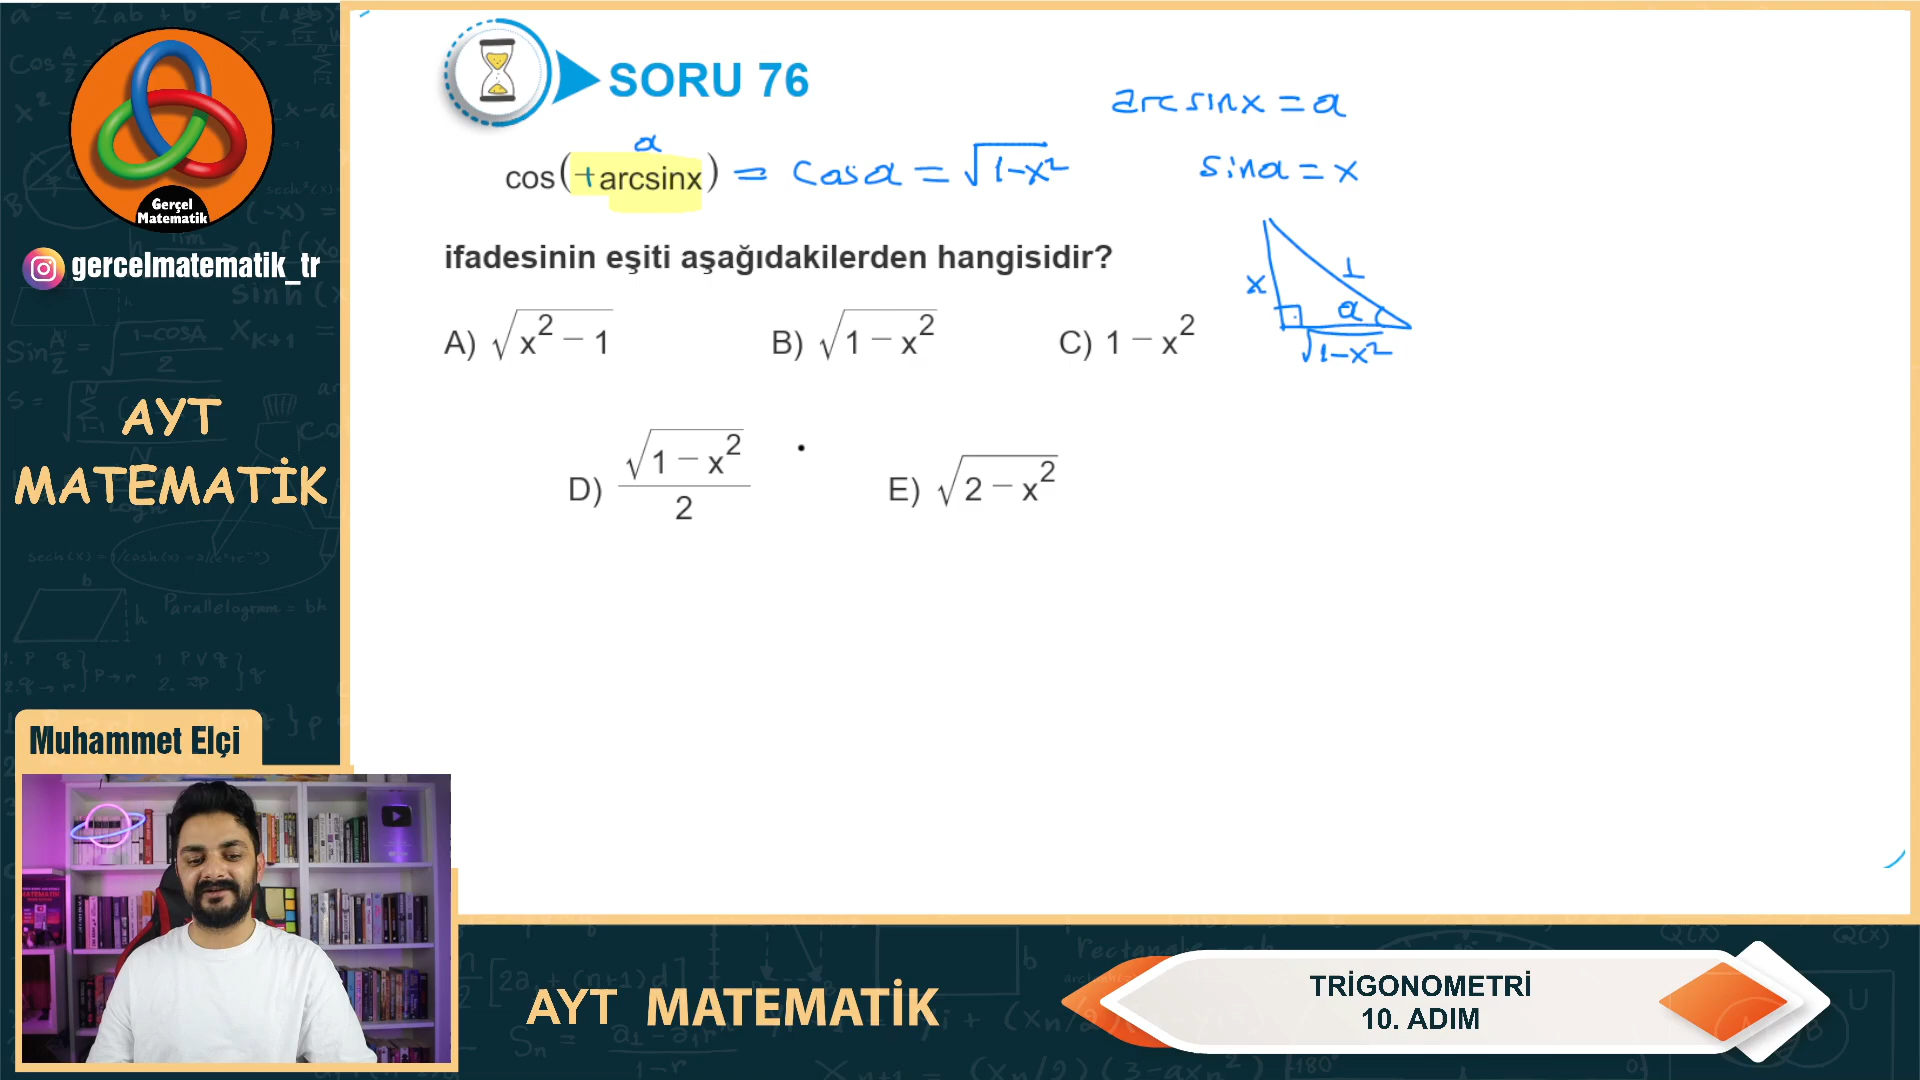 SORU 76
arcsinx = a
a
cos(+arcsinx) = Cosa = √1-x²
sina = x
ifadesinin eşiti aşağıdakilerden hangisidir?
x
1
a
√1-x²
A) √x² − 1
B) √1 − x²
C) 1 − x²
D) √1 − x² / 2
E) √2 − x²
Gerçel
Matematik
gercelmatematik_tr
AYT
MATEMATİK
Muhammet Elçi
AYT MATEMATİK
TRİGONOMETRİ
10. ADIM